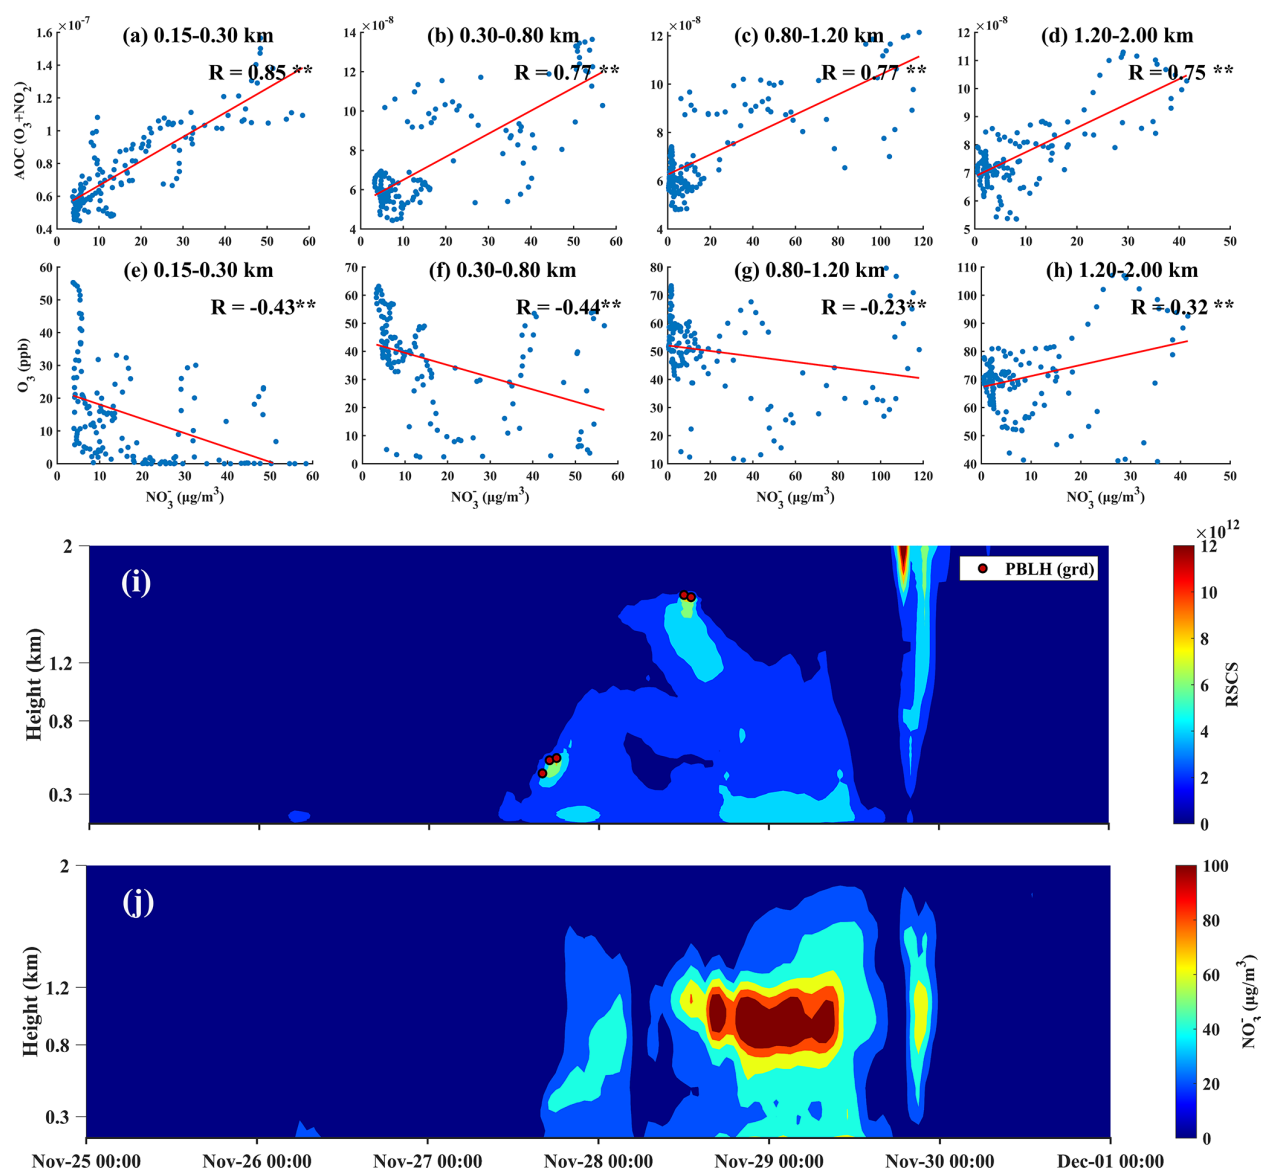 ×10⁻⁷ ×10⁻⁸ ×10⁻⁸ ×10⁻⁸
(a) 0.15-0.30 km (b) 0.30-0.80 km (c) 0.80-1.20 km (d) 1.20-2.00 km
R = 0.85 ** R = 0.77 ** R = 0.77 ** R = 0.75 **
AOC (O₃+NO₂)
1.6 1.4 1.2 1 0.8 0.6 0.4
14 12 10 8 6 4
12 10 8 6 4
12 11 10 9 8 7 6 5
0 10 20 30 40 50 60
0 10 20 30 40 50 60
0 20 40 60 80 100 120
0 10 20 30 40 50
(e) 0.15-0.30 km (f) 0.30-0.80 km (g) 0.80-1.20 km (h) 1.20-2.00 km
R = -0.43** R = -0.44** R = -0.23** R = 0.32 **
O₃ (ppb)
60 50 40 30 20 10 0
70 60 50 40 30 20 10 0
80 70 60 50 40 30 20 10
110 100 90 80 70 60 50 40
0 10 20 30 40 50 60
0 10 20 30 40 50 60
0 20 40 60 80 100 120
0 10 20 30 40 50
NO₃⁻ (μg/m³) NO₃⁻ (μg/m³) NO₃⁻ (μg/m³) NO₃⁻ (μg/m³)
(i)
PBLH (grd)
Height (km)
2
1.2
0.8
0.3
×10¹²
12
10
8
6
4
2
0
RSCS
(j)
Height (km)
2
1.2
0.8
0.3
100
80
60
40
20
0
NO₃⁻ (μg/m³)
Nov-25 00:00 Nov-26 00:00 Nov-27 00:00 Nov-28 00:00 Nov-29 00:00 Nov-30 00:00 Dec-01 00:00